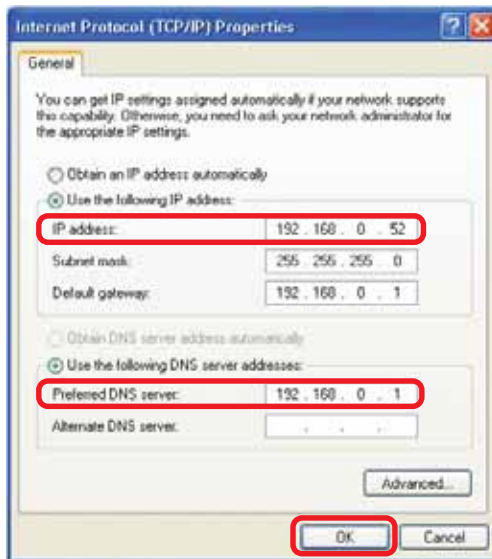 Internet Protocol (TCP/IP) Properties
General
You can get IP settings assigned automatically if your network supports
this capability. Otherwise, you need to ask your network administrator for
the appropriate IP settings.
Obtain an IP address automatically
Use the following IP address:
IP address: 192 . 168 . 0 . 52
Subnet mask: 255 . 255 . 255 . 0
Default gateway: 192 . 168 . 0 . 1
Obtain DNS server address automatically
Use the following DNS server addresses:
Preferred DNS server: 192 . 168 . 0 . 1
Alternate DNS server: . . .
Advanced...
OK Cancel